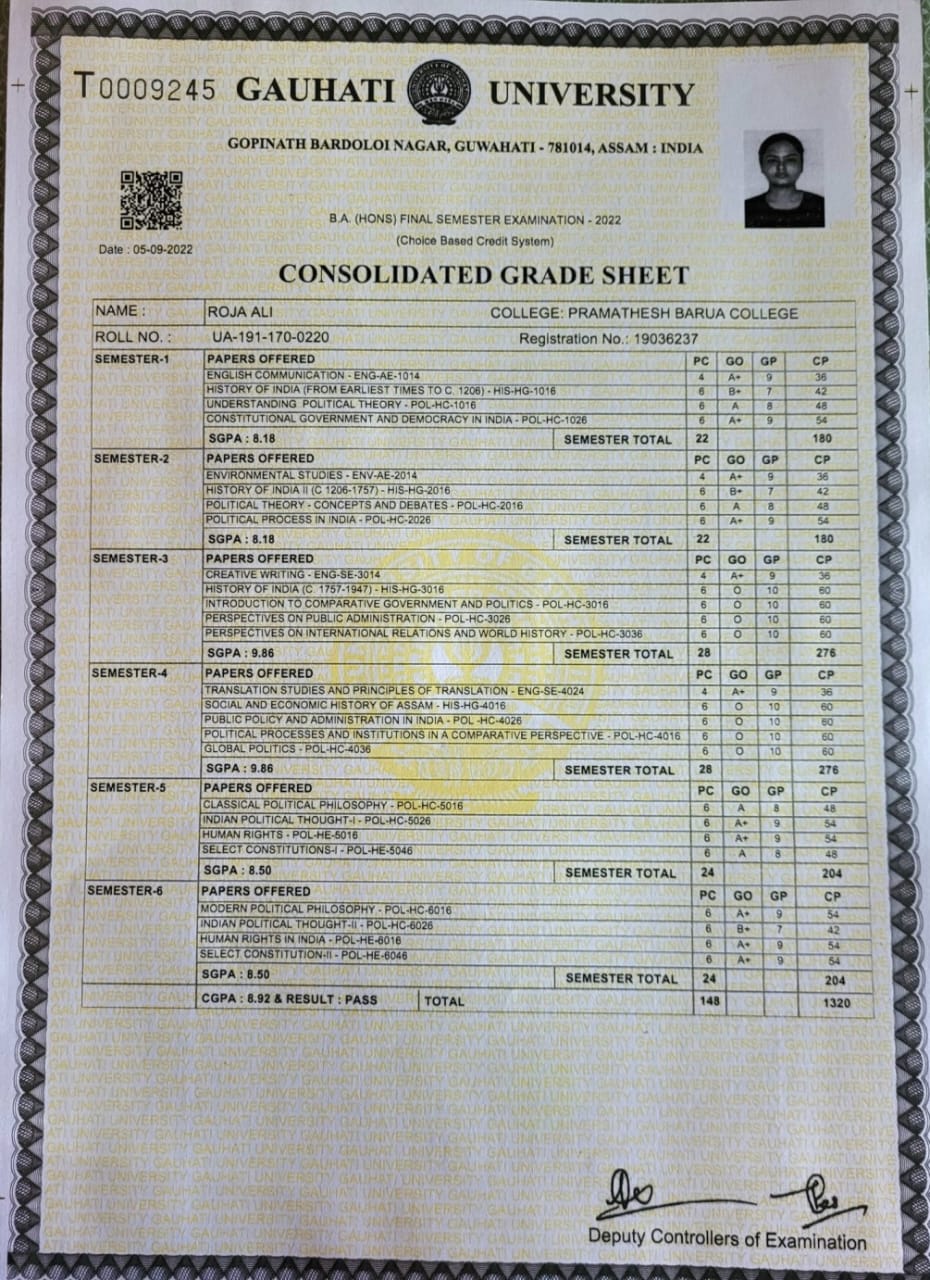 T0009245 GAUHATI UNIVERSITY
GOPINATH BARDOLOI NAGAR, GUWAHATI - 781014, ASSAM : INDIA
B.A. (HONS) FINAL SEMESTER EXAMINATION - 2022
(Choice Based Credit System)
Date : 05-09-2022
CONSOLIDATED GRADE SHEET
NAME : ROJA ALI COLLEGE: PRAMATHESH BARUA COLLEGE
ROLL NO. : UA-191-170-0220 Registration No.: 19036237
SEMESTER-1 PAPERS OFFERED PC GO GP CP
ENGLISH COMMUNICATION - ENG-AE-1014 4 A+ 9 36
HISTORY OF INDIA (FROM EARLIEST TIMES TO C. 1206) - HIS-HG-1016 6 B+ 7 42
UNDERSTANDING POLITICAL THEORY - POL-HC-1016 6 A 8 48
CONSTITUTIONAL GOVERNMENT AND DEMOCRACY IN INDIA - POL-HC-1026 6 A+ 9 54
SGPA : 8.18 SEMESTER TOTAL 22 180
SEMESTER-2 PAPERS OFFERED PC GO GP CP
ENVIRONMENTAL STUDIES - ENV-AE-2014 4 A+ 9 36
HISTORY OF INDIA II (C 1206-1757) - HIS-HG-2016 6 B+ 7 42
POLITICAL THEORY - CONCEPTS AND DEBATES - POL-HC-2016 6 A 8 48
POLITICAL PROCESS IN INDIA - POL-HC-2026 6 A+ 9 54
SGPA : 8.18 SEMESTER TOTAL 22 180
SEMESTER-3 PAPERS OFFERED PC GO GP CP
CREATIVE WRITING - ENG-SE-3014 4 A+ 9 36
HISTORY OF INDIA (C. 1757-1947) - HIS-HG-3016 6 O 10 60
INTRODUCTION TO COMPARATIVE GOVERNMENT AND POLITICS - POL-HC-3016 6 O 10 60
PERSPECTIVES ON PUBLIC ADMINISTRATION - POL-HC-3026 6 O 10 60
PERSPECTIVES ON INTERNATIONAL RELATIONS AND WORLD HISTORY - POL-HC-3036 6 O 10 60
SGPA : 9.86 SEMESTER TOTAL 28 276
SEMESTER-4 PAPERS OFFERED PC GO GP CP
TRANSLATION STUDIES AND PRINCIPLES OF TRANSLATION - ENG-SE-4024 4 A+ 9 36
SOCIAL AND ECONOMIC HISTORY OF ASSAM - HIS-HG-4016 6 O 10 60
PUBLIC POLICY AND ADMINISTRATION IN INDIA - POL -HC-4026 6 O 10 60
POLITICAL PROCESSES AND INSTITUTIONS IN A COMPARATIVE PERSPECTIVE - POL-HC-4016 6 O 10 60
GLOBAL POLITICS - POL-HC-4036 6 O 10 60
SGPA : 9.86 SEMESTER TOTAL 28 276
SEMESTER-5 PAPERS OFFERED PC GO GP CP
CLASSICAL POLITICAL PHILOSOPHY - POL-HC-5016 6 A 8 48
INDIAN POLITICAL THOUGHT-I - POL-HC-5026 6 A+ 9 54
HUMAN RIGHTS - POL-HE-5016 6 A+ 9 54
SELECT CONSTITUTIONS-I - POL-HE-5046 6 A 8 48
SGPA : 8.50 SEMESTER TOTAL 24 204
SEMESTER-6 PAPERS OFFERED PC GO GP CP
MODERN POLITICAL PHILOSOPHY - POL-HC-6016 6 A+ 9 54
INDIAN POLITICAL THOUGHT-II - POL-HC-6026 6 B+ 7 42
HUMAN RIGHTS IN INDIA - POL-HE-6016 6 A+ 9 54
SELECT CONSTITUTION-II - POL-HE-6046 6 A+ 9 54
SGPA : 8.50 SEMESTER TOTAL 24 204
CGPA : 8.92 & RESULT : PASS TOTAL 148 1320
Deputy Controllers of Examination